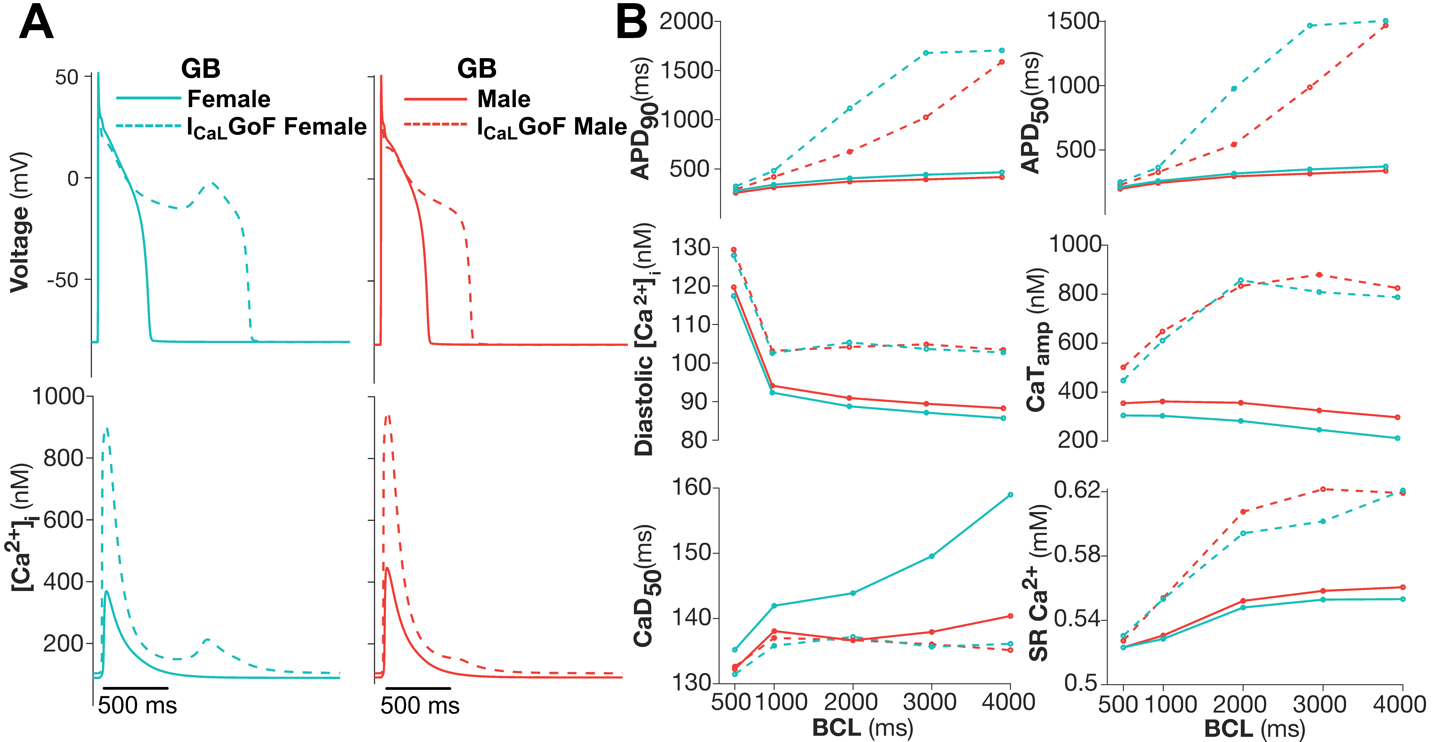 A
GB
Female
ICaLGoF Female
GB
Male
ICaLGoF Male
Voltage (mV)
50
0
-50
[Ca2+]i (nM)
1000
800
600
400
200
500 ms
500 ms
B
APD90(ms)
2000
1500
1000
500
APD50(ms)
1500
1000
500
Diastolic [Ca2+]i(nM)
130
120
110
100
90
80
CaTamp (nM)
1000
800
600
400
200
CaD50(ms)
160
150
140
130
500 1000 2000 3000 4000
BCL (ms)
SR Ca2+ (mM)
0.62
0.58
0.54
0.5
500 1000 2000 3000 4000
BCL (ms)